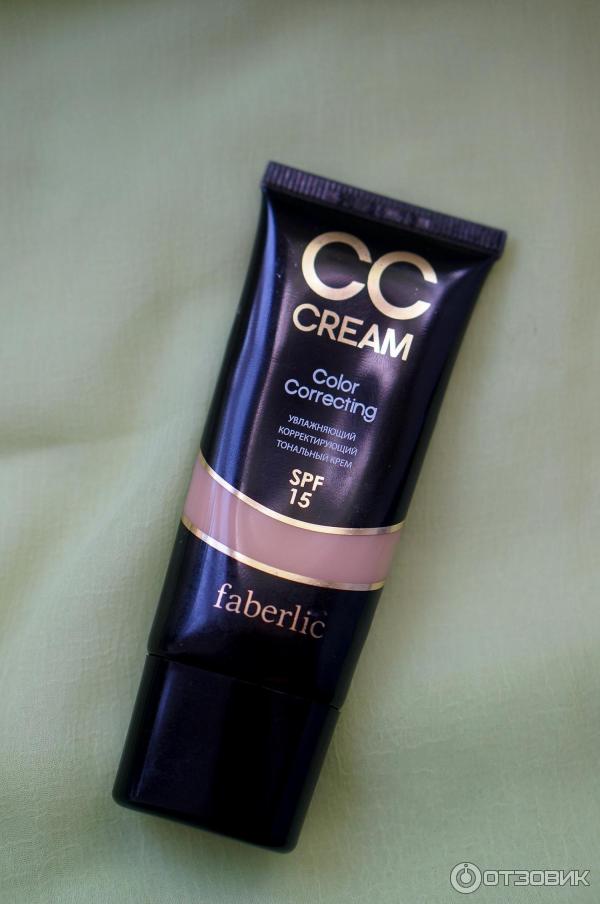 CC
CREAM
Color
Correcting
УВЛАЖНЯЮЩИЙ
КОРРЕКТИРУЮЩИЙ
ТОНАЛЬНЫЙ КРЕМ
SPF
15
faberlic
ОТЗОВИК